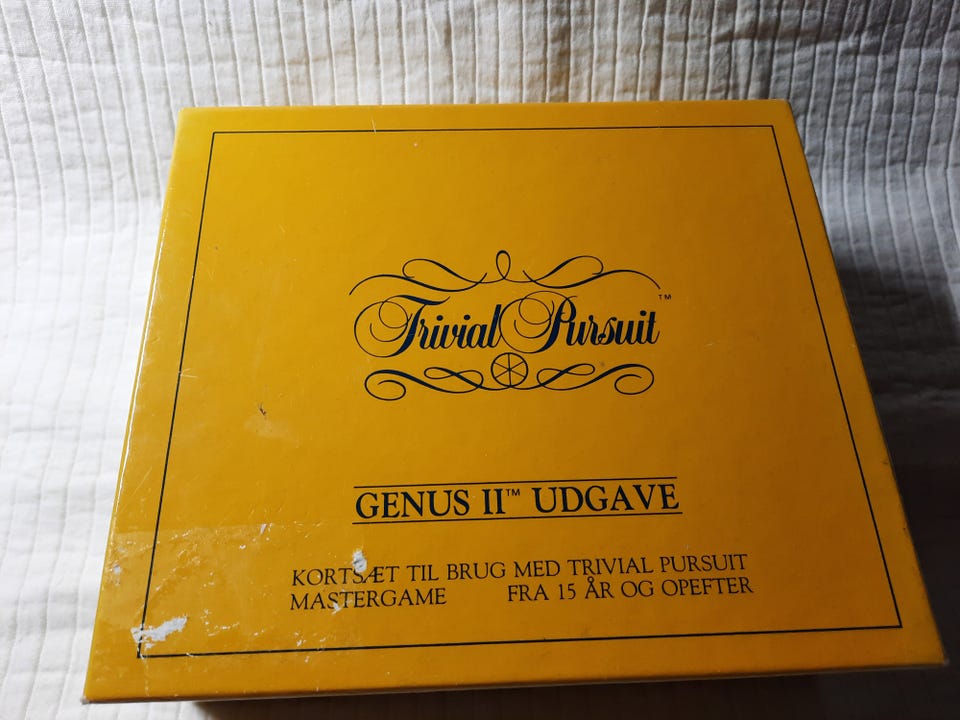 Trivial Pursuit™
GENUS II™ UDGAVE
KORTSÆT TIL BRUG MED TRIVIAL PURSUIT
MASTERGAME FRA 15 ÅR OG OPEFTER